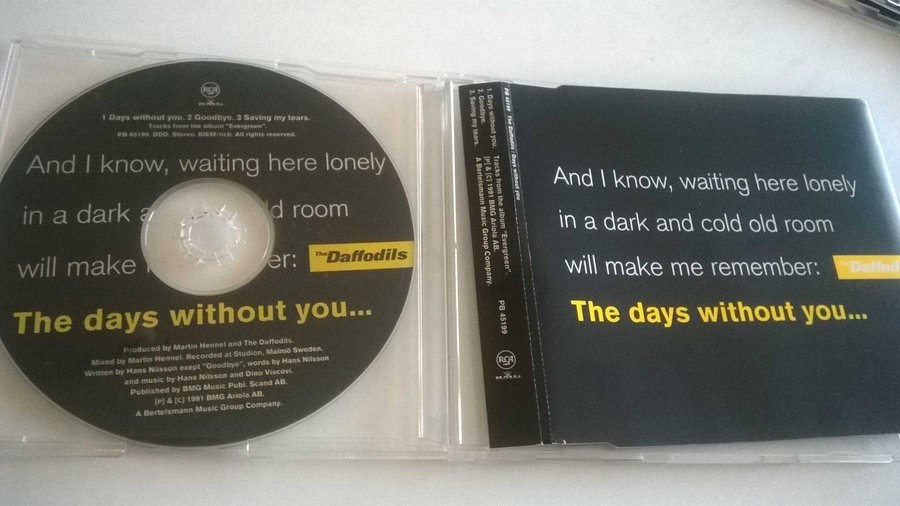 RCA
BMG
1 Days without you. 2 Goodbye. 3 Saving my tears.
Tracks from the album "Evergreen".
PB 45199. DDD. Stereo. BIEM/ncb. All rights reserved.
And I know, waiting here lonely
in a dark a ld room
will make er: The Daffodils
The days without you...
Produced by Martin Hennel and The Daffodils.
Mixed by Martin Hennel. Recorded at Studion, Malmö Sweden.
Written by Hans Nilsson exept "Goodbye", words by Hans Nilsson
and music by Hans Nilsson and Dino Viscovi.
Published by BMG Music Publ. Scand AB.
[P] & [C] 1991 BMG Ariola AB.
A Bertelsmann Music Group Company.
PB 45199 The Daffodils : Days without you
1. Days without you.
2. Goodbye.
3. Saving my tears.
Tracks from the album "Evergreen".
[P] & [C] 1991 BMG Ariola AB.
A Bertelsmann Music Group Company.
PB 45199
RCA
BMG
And I know, waiting here lonely
in a dark and cold old room
will make me remember: The Daffodils
The days without you...